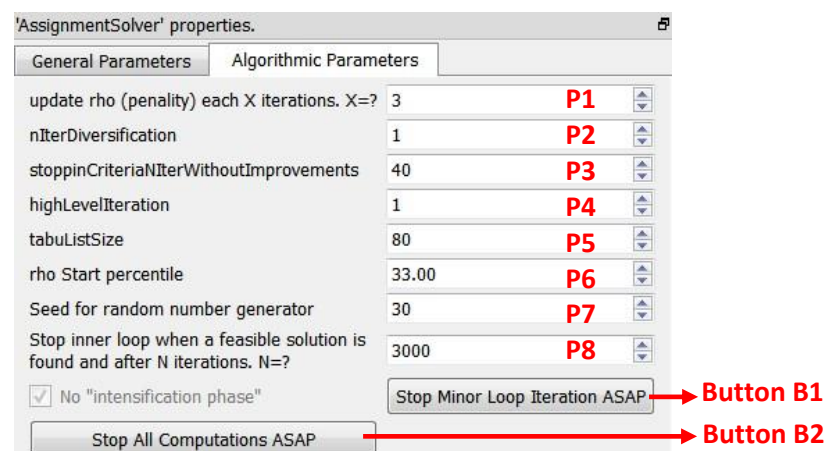 'AssignmentSolver' properties.
General Parameters Algorithmic Parameters
update rho (penality) each X iterations. X=? 3 P1
nIterDiversification 1 P2
stoppinCriteriaNIterWithoutImprovements 40 P3
highLevelIteration 1 P4
tabuListSize 80 P5
rho Start percentile 33.00 P6
Seed for random number generator 30 P7
Stop inner loop when a feasible solution is
found and after N iterations. N=? 3000 P8
No "intensification phase" Stop Minor Loop Iteration ASAP Button B1
Stop All Computations ASAP Button B2